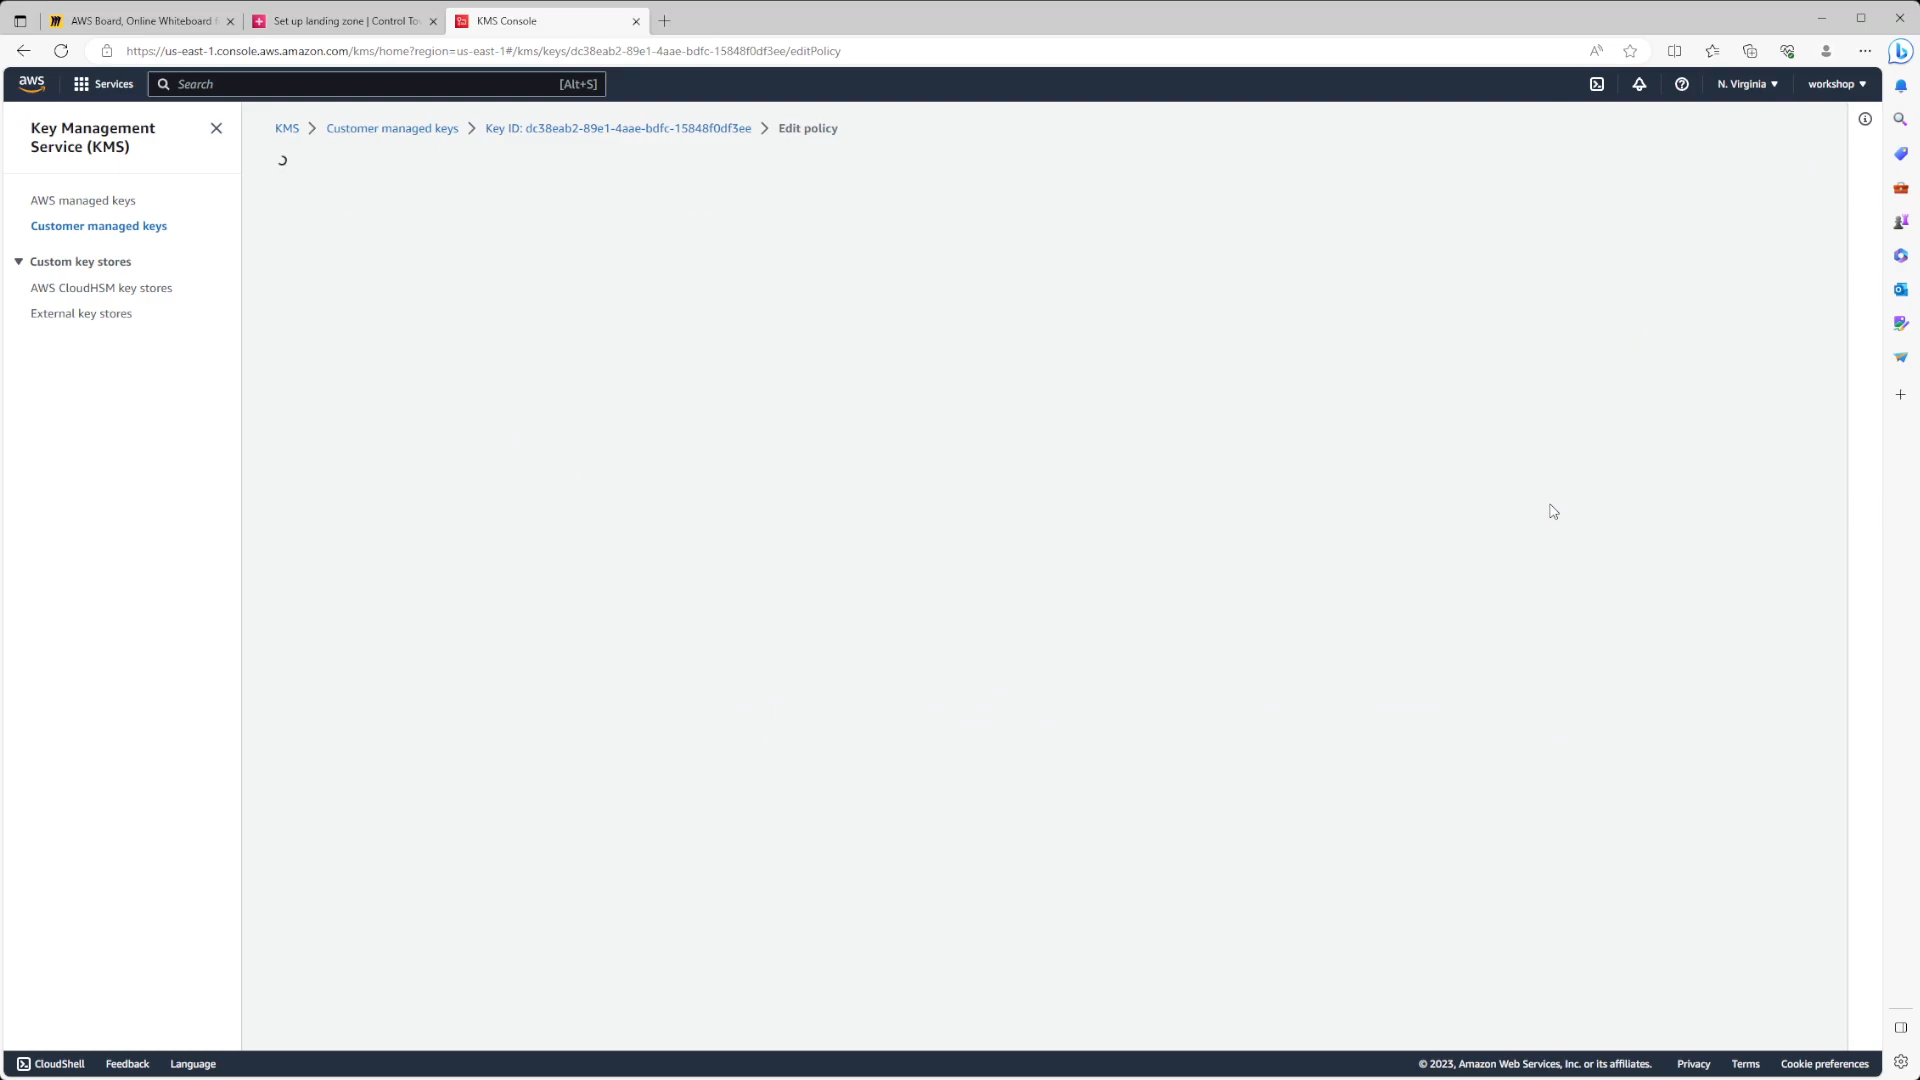 AWS Board, Online Whiteboard
Set up landing zone | Control To
KMS Console
https://us-east-1.console.aws.amazon.com/kms/home?region=us-east-1#/kms/keys/dc38eab2-89e1-4aae-bdfc-15848f0df3ee/editPolicy
aws
Services
Search
[Alt+S]
N. Virginia
workshop
Key Management
Service (KMS)
KMS
Customer managed keys
Key ID: dc38eab2-89e1-4aae-bdfc-15848f0df3ee
Edit policy
AWS managed keys
Customer managed keys
Custom key stores
AWS CloudHSM key stores
External key stores
CloudShell
Feedback
Language
© 2023, Amazon Web Services, Inc. or its affiliates.
Privacy
Terms
Cookie preferences